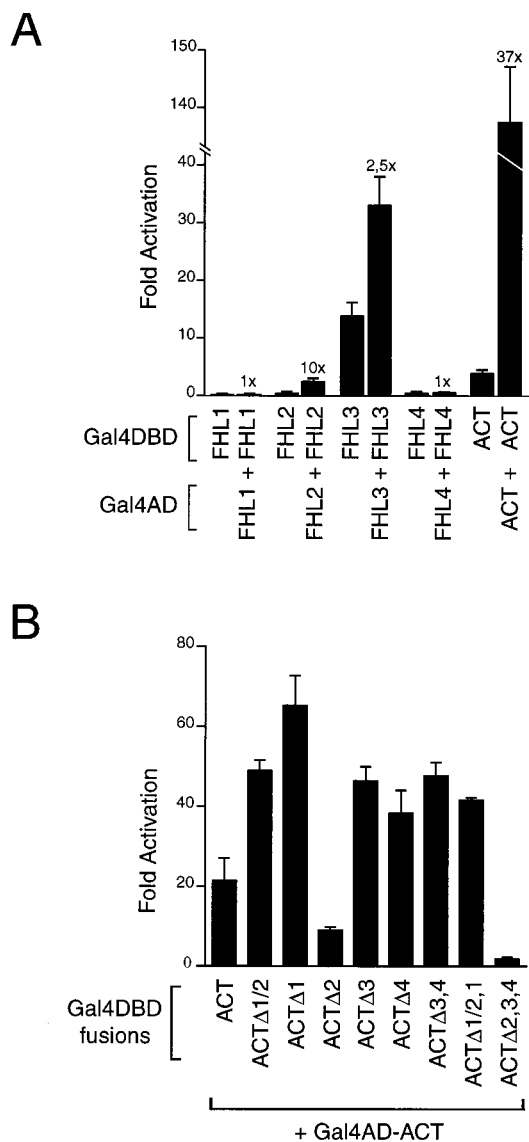 A
Fold Activation
150
140
40
30
20
10
0
1x
10x
2,5x
1x
37x
Gal4DBD
FHL1
FHL1
FHL2
FHL2
FHL3
FHL3
FHL4
FHL4
ACT
ACT
+
+
+
+
+
Gal4AD
FHL1
FHL2
FHL3
FHL4
ACT
B
Fold Activation
80
60
40
20
0
Gal4DBD
fusions
ACT
ACTΔ1/2
ACTΔ1
ACTΔ2
ACTΔ3
ACTΔ4
ACTΔ3,4
ACTΔ1/2,1
ACTΔ2,3,4
+ Gal4AD-ACT